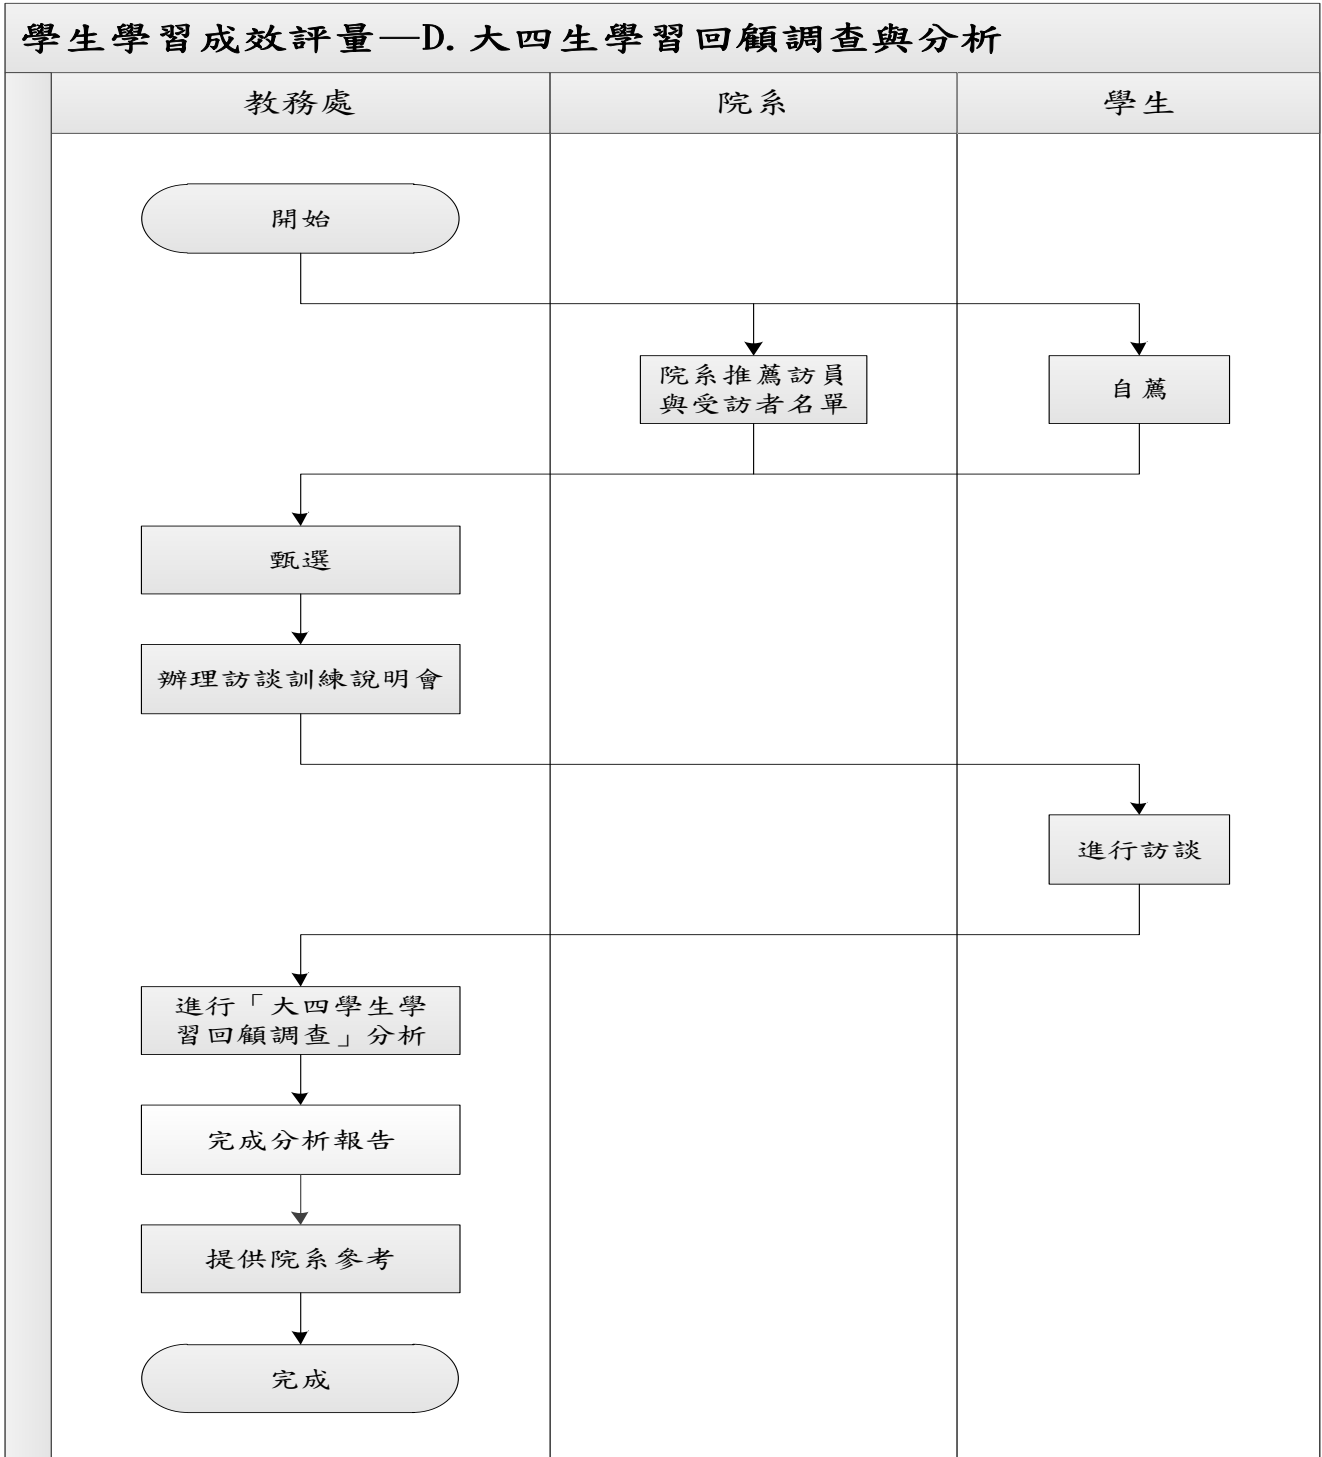 學生學習成效評量—D.大四生學習回顧調查與分析
教務處
院系
學生
開始
院系推薦訪員
與受訪者名單
自薦
甄選
辦理訪談訓練說明會
進行訪談
進行「大四學生學
習回顧調查」分析
完成分析報告
提供院系參考
完成